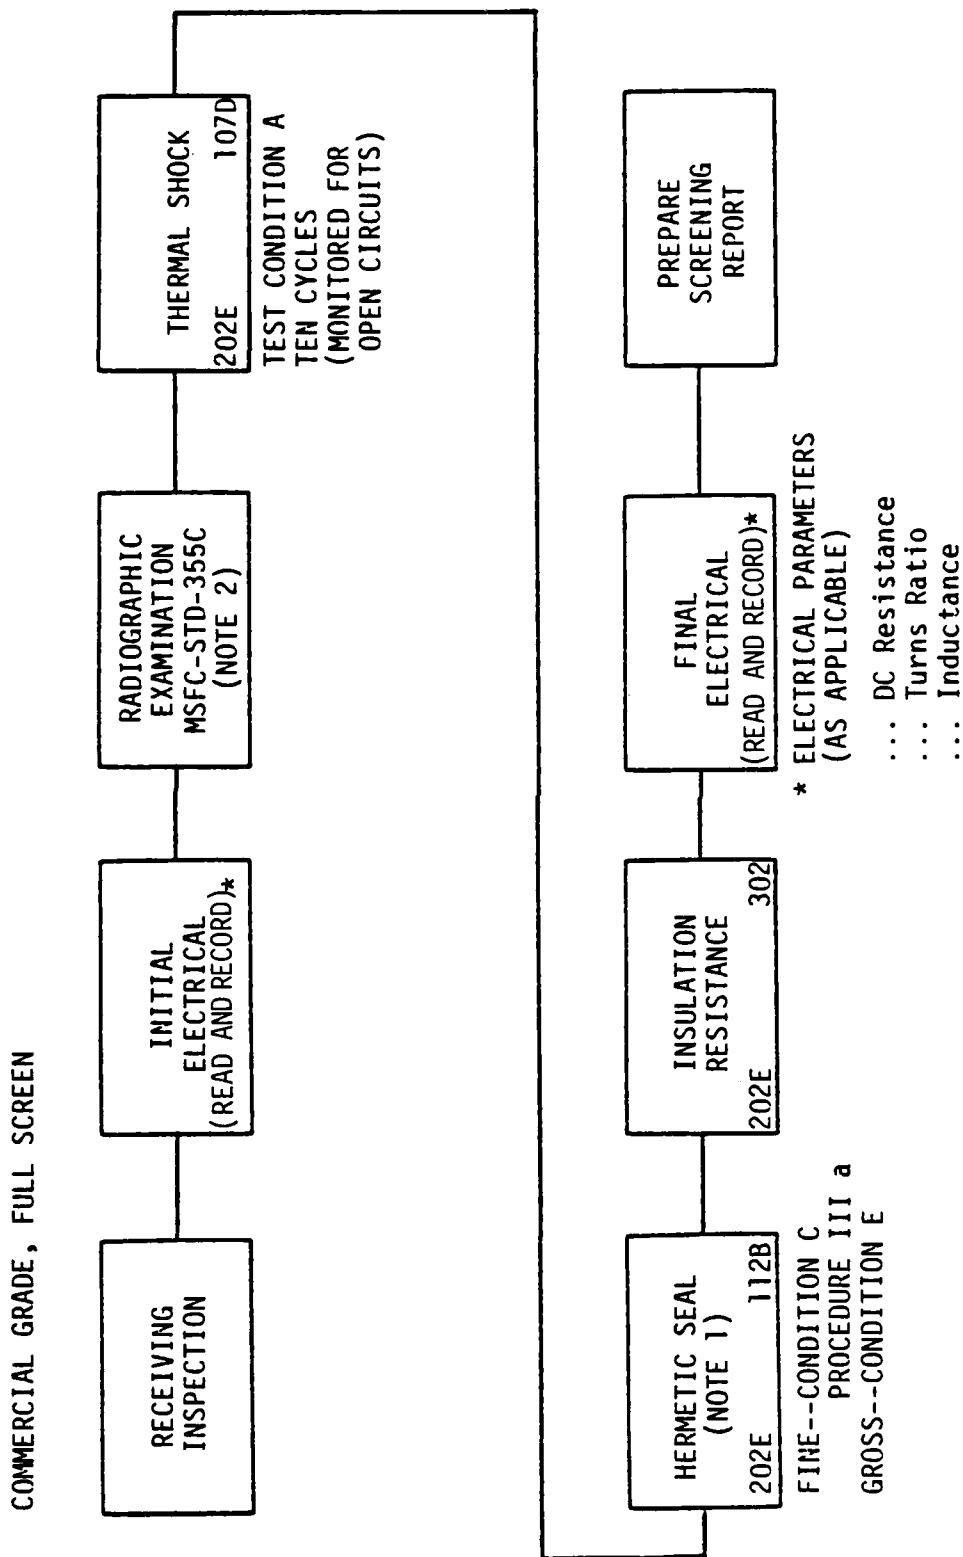 COMMERCIAL GRADE, FULL SCREEN
RECEIVING
INSPECTION
INITIAL
ELECTRICAL
(READ AND RECORD)*
RADIOGRAPHIC
EXAMINATION
MSFC-STD-355C
(NOTE 2)
THERMAL SHOCK
202E 107D
TEST CONDITION A
TEN CYCLES
(MONITORED FOR
OPEN CIRCUITS)
HERMETIC SEAL
(NOTE 1)
202E 112B
FINE--CONDITION C
PROCEDURE III a
GROSS--CONDITION E
INSULATION
RESISTANCE
202E 302
FINAL
ELECTRICAL
(READ AND RECORD)*
* ELECTRICAL PARAMETERS
(AS APPLICABLE)
... DC Resistance
... Turns Ratio
... Inductance
PREPARE
SCREENING
REPORT